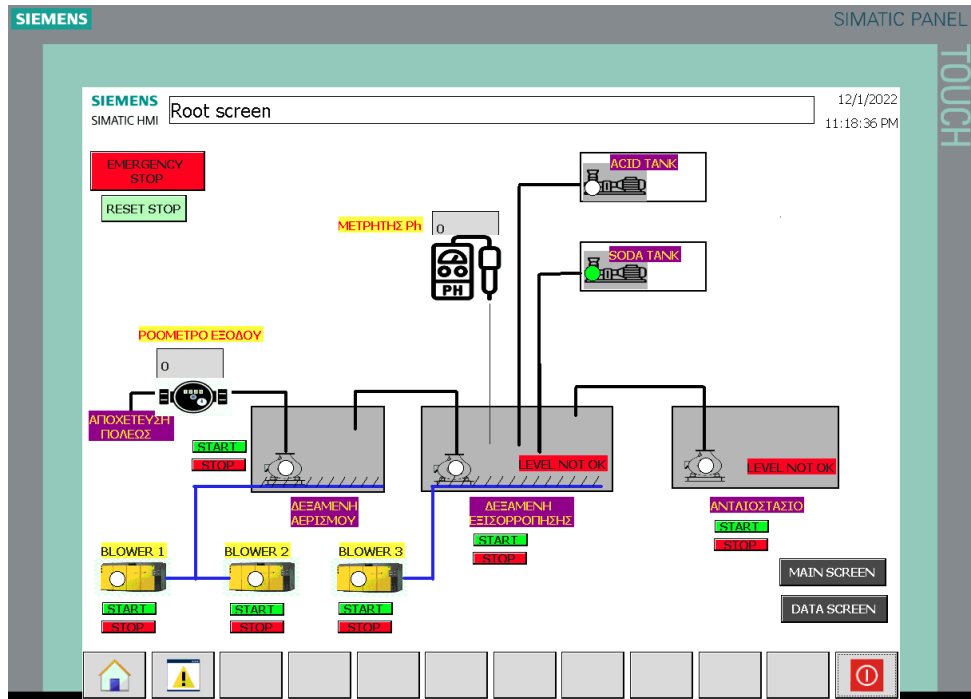 SIEMENS
SIMATIC PANEL
TOUCH
SIEMENS
SIMATIC HMI
Root screen
12/1/2022
11:18:36 PM
EMERGENCY
STOP
RESET STOP
ACID TANK
ΜΕΤΡΗΤΗΣ Ph
0
PH
SODA TANK
ΡΟΟΜΕΤΡΟ ΕΞΟΔΟΥ
0
ΑΠΟΧΕΤΕΥΣΗ
ΠΟΛΕΩΣ
START
STOP
LEVEL NOT OK
LEVEL NOT OK
ΔΕΞΑΜΕΝΗ
ΑΕΡΙΣΜΟΥ
ΔΕΞΑΜΕΝΗ
ΕΞΙΣΟΡΡΟΠΗΣΗΣ
START
STOP
ΑΝΤΛΙΟΣΤΑΣΙΟ
START
STOP
BLOWER 1
BLOWER 2
BLOWER 3
START
STOP
START
STOP
START
STOP
MAIN SCREEN
DATA SCREEN